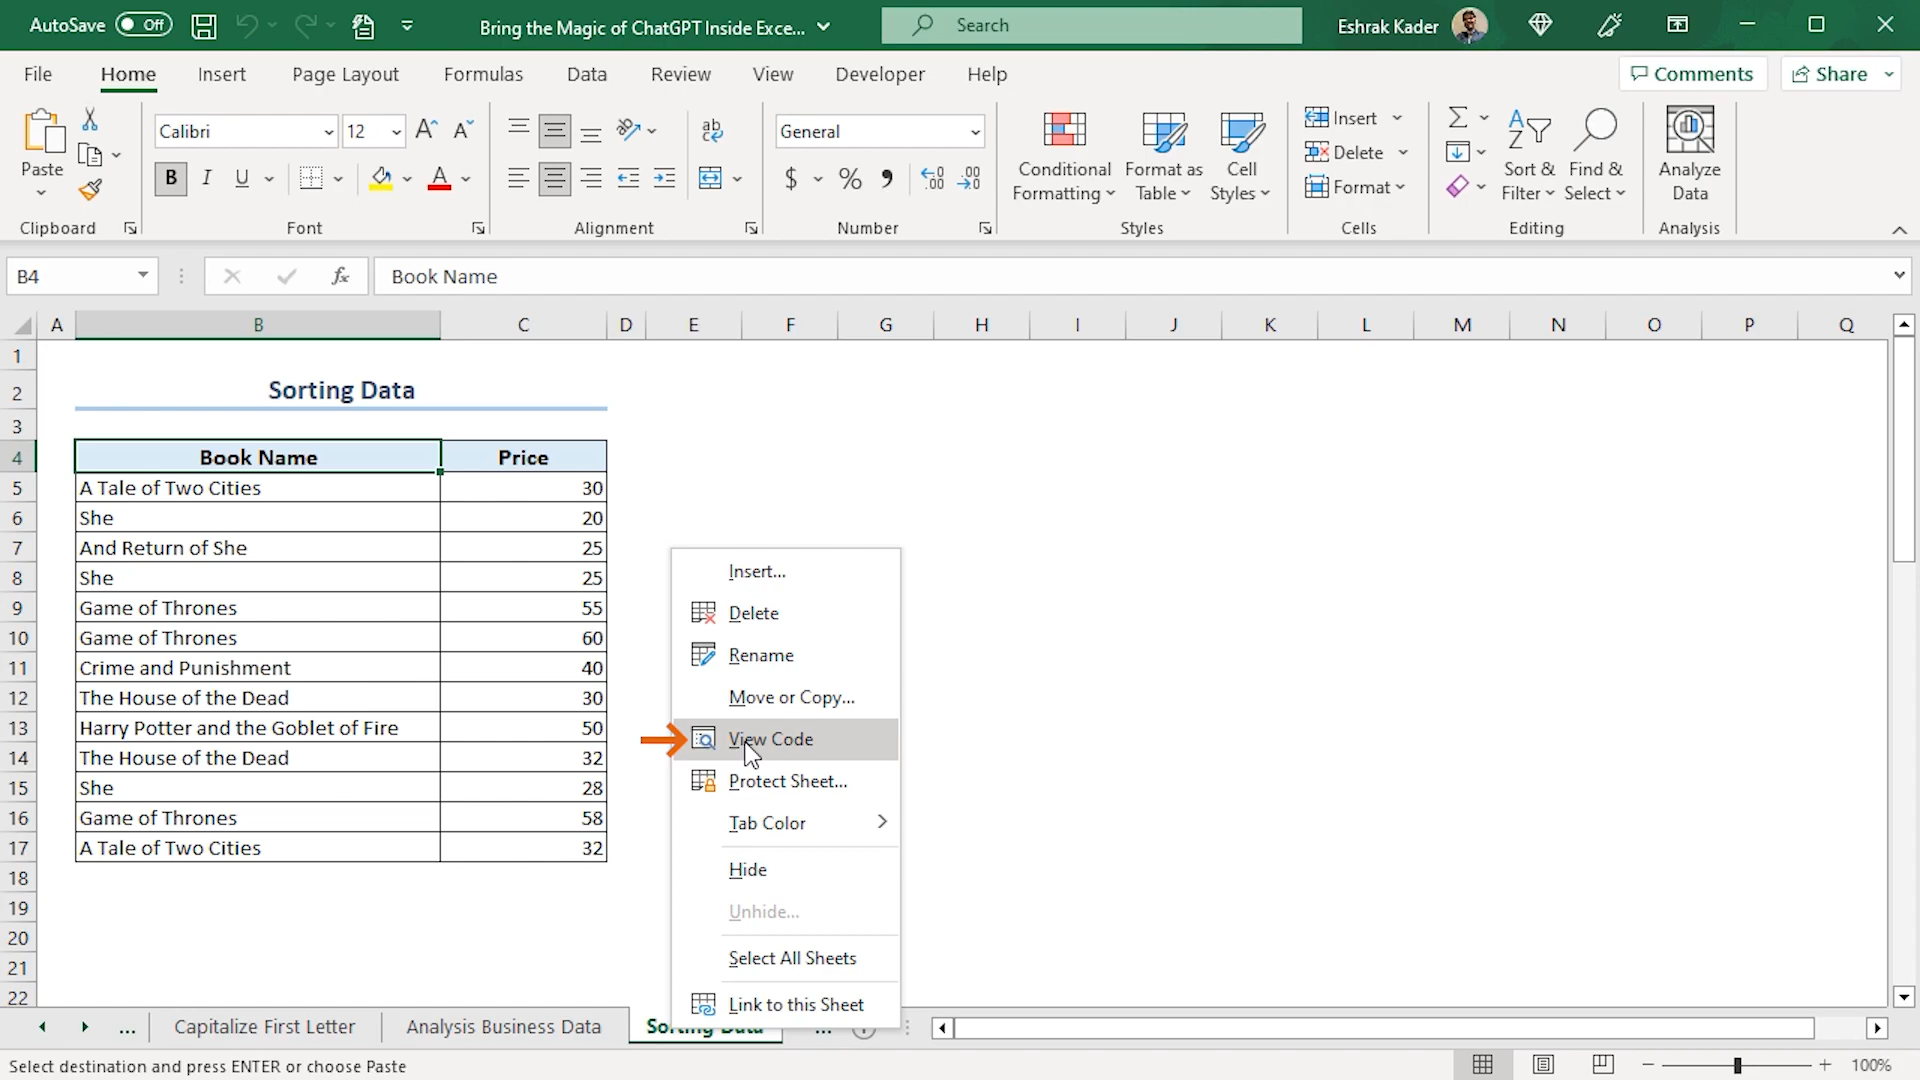 AutoSave Off Bring the Magic of ChatGPT Inside Exce... Search Eshrak Kader
File Home Insert Page Layout Formulas Data Review View Developer Help Comments Share
Paste
Calibri 12
General
Conditional Formatting
Format as Table
Cell Styles
Insert
Delete
Format
Sort & Filter
Find & Select
Analyze Data
Clipboard Font Alignment Number Styles Cells Editing Analysis
B4 fx Book Name
A B C D E F G H I J K L M N O P Q
1
2 Sorting Data
3
4 Book Name Price
5 A Tale of Two Cities 30
6 She 20
7 And Return of She 25
8 She 25
9 Game of Thrones 55
10 Game of Thrones 60
11 Crime and Punishment 40
12 The House of the Dead 30
13 Harry Potter and the Goblet of Fire 50
14 The House of the Dead 32
15 She 28
16 Game of Thrones 58
17 A Tale of Two Cities 32
18
19
20
21
22
Insert...
Delete
Rename
Move or Copy...
View Code
Protect Sheet...
Tab Color
Hide
Unhide...
Select All Sheets
Link to this Sheet
... Capitalize First Letter Analysis Business Data Sorting Data ...
Select destination and press ENTER or choose Paste 100%